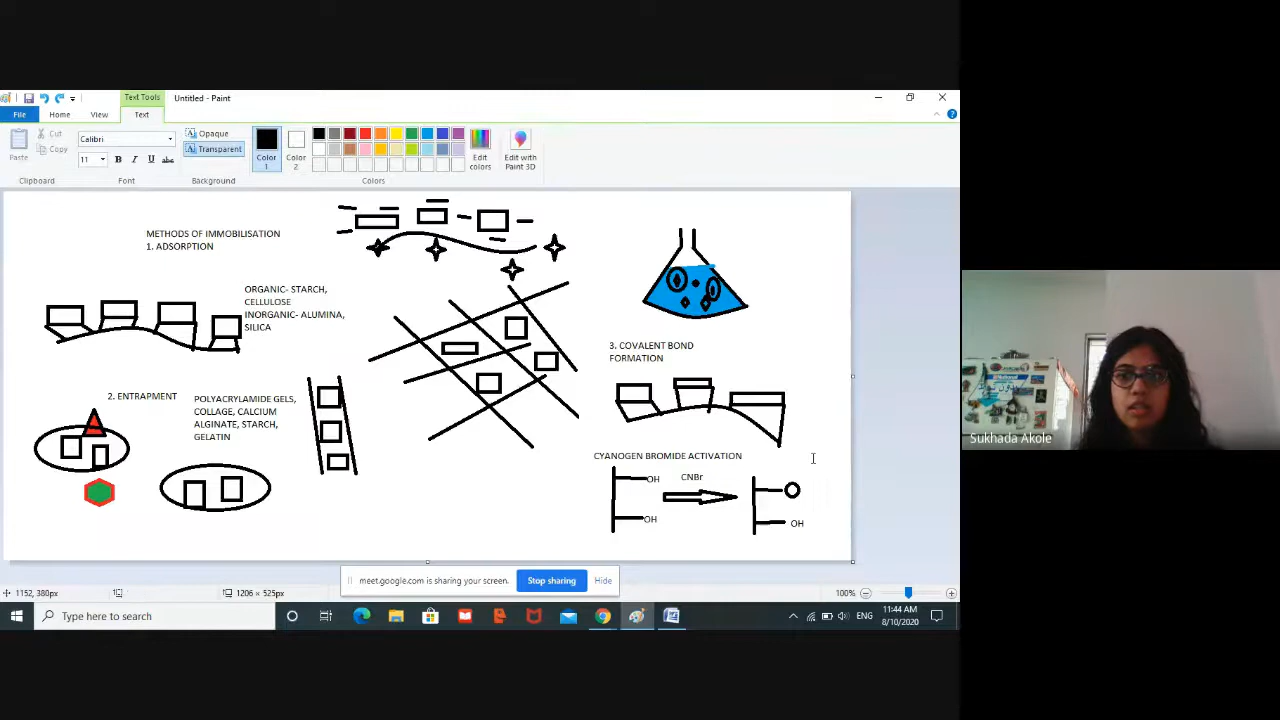 Text Tools
Untitled - Paint
File
Home
View
Text
Paste
Cut
Copy
Clipboard
Calibri
11
B I U abc
Font
Opaque
Transparent
Background
Color 1
Color 2
Edit colors
Edit with Paint 3D
Colors
METHODS OF IMMOBILISATION
1. ADSORPTION
ORGANIC- STARCH,
CELLULOSE
INORGANIC- ALUMINA,
SILICA
2. ENTRAPMENT
POLYACRYLAMIDE GELS,
COLLAGE, CALCIUM
ALGINATE, STARCH,
GELATIN
3. COVALENT BOND
FORMATION
CYANOGEN BROMIDE ACTIVATION
OH
CNBr
OH
OH
Sukhada Akole
meet.google.com is sharing your screen.
Stop sharing
Hide
1152, 380px
1206 × 525px
100%
Type here to search
ENG
11:44 AM
8/10/2020